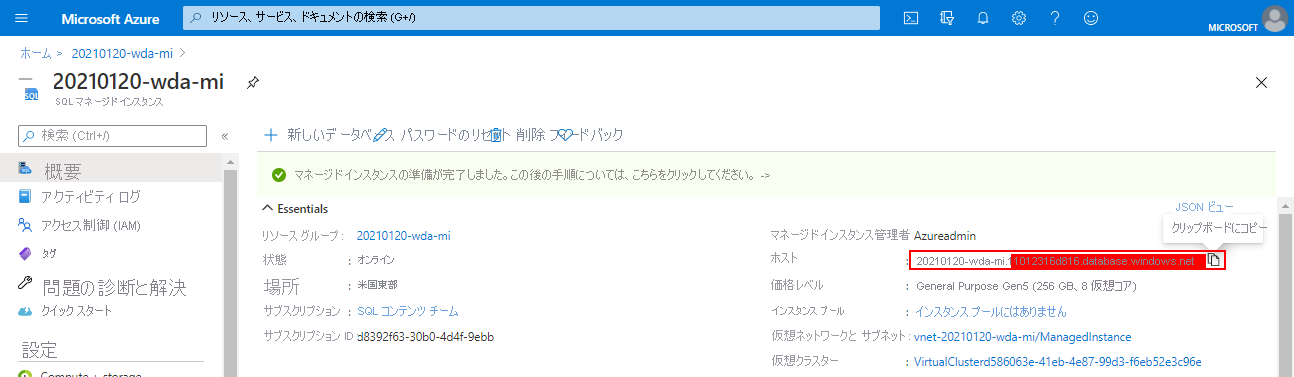 Microsoft Azure
リソース、サービス、ドキュメントの検索 (G+/)
MICROSOFT
ホーム > 20210120-wda-mi >
20210120-wda-mi
SQL
SQL マネージド インスタンス
検索 (Ctrl+/)
«
概要
アクティビティ ログ
アクセス制御 (IAM)
タグ
問題の診断と解決
クイック スタート
設定
Compute + storage
+ 新しいデータベース パスワードのリセット 削除 フィードバック
マネージド インスタンスの準備が完了しました。この後の手順については、こちらをクリックしてください。 ->
Essentials
JSON ビュー
クリップボードにコピー
リソース グループ : 20210120-wda-mi
状態 : オンライン
場所 : 米国東部
サブスクリプション : SQL コンテンツ チーム
サブスクリプション ID : d8392f63-30b0-4d4f-9ebb
マネージド インスタンス管理者 : Azureadmin
ホスト : 20210120-wda-mi.11012316d816.database.windows.net
価格レベル : General Purpose Gen5 (256 GB、8 仮想コア)
インスタンス プール : インスタンス プールにはありません
仮想ネットワークと サブネット : vnet-20210120-wda-mi/ManagedInstance
仮想クラスター : VirtualClusterd586063e-41eb-4e87-99d3-f6eb52e3c96e